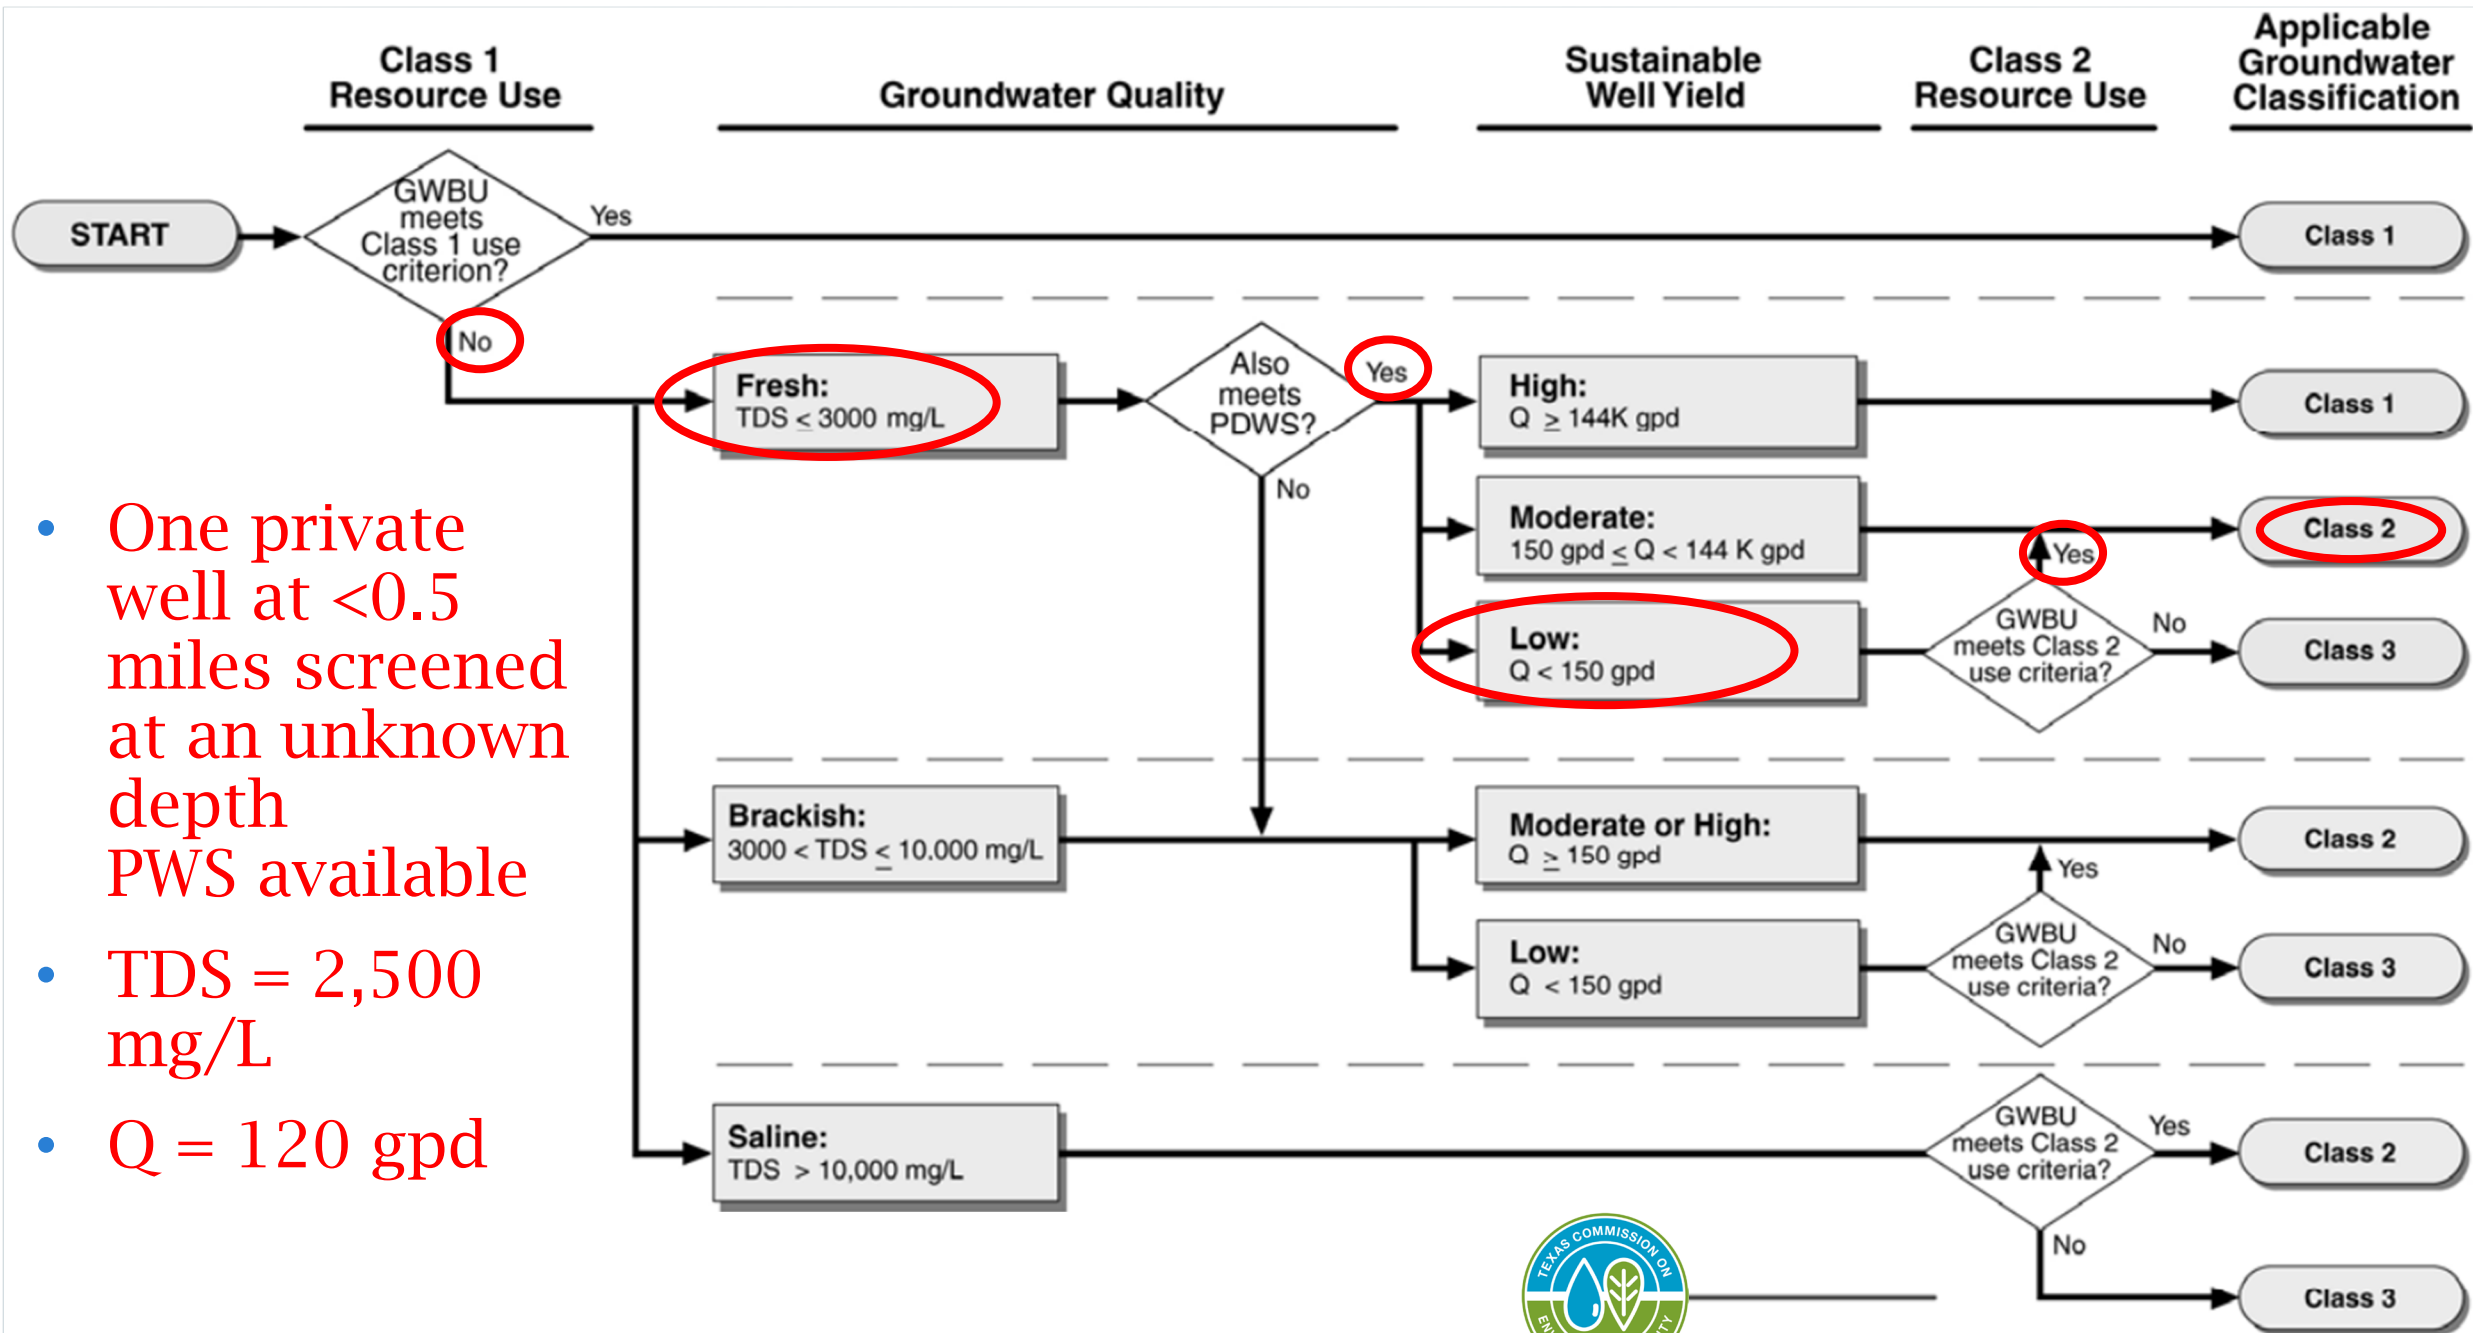 Class 1
Resource Use
Groundwater Quality
Sustainable
Well Yield
Class 2
Resource Use
Applicable
Groundwater
Classification
START
GWBU
meets
Class 1 use
criterion?
Yes
Class 1
No
Fresh:
TDS ≤ 3000 mg/L
Also
meets
PDWS?
Yes
No
High:
Q ≥ 144K gpd
Class 1
Moderate:
150 gpd ≤ Q < 144 K gpd
Class 2
Yes
Low:
Q < 150 gpd
GWBU
meets Class 2
use criteria?
No
Class 3
• One private
well at <0.5
miles screened
at an unknown
depth
PWS available
• TDS = 2,500
mg/L
• Q = 120 gpd
Brackish:
3000 < TDS ≤ 10.000 mg/L
Moderate or High:
Q ≥ 150 gpd
Class 2
Yes
Low:
Q < 150 gpd
GWBU
meets Class 2
use criteria?
No
Class 3
Saline:
TDS > 10,000 mg/L
GWBU
meets Class 2
use criteria?
Yes
Class 2
No
Class 3
TEXAS COMMISSION ON